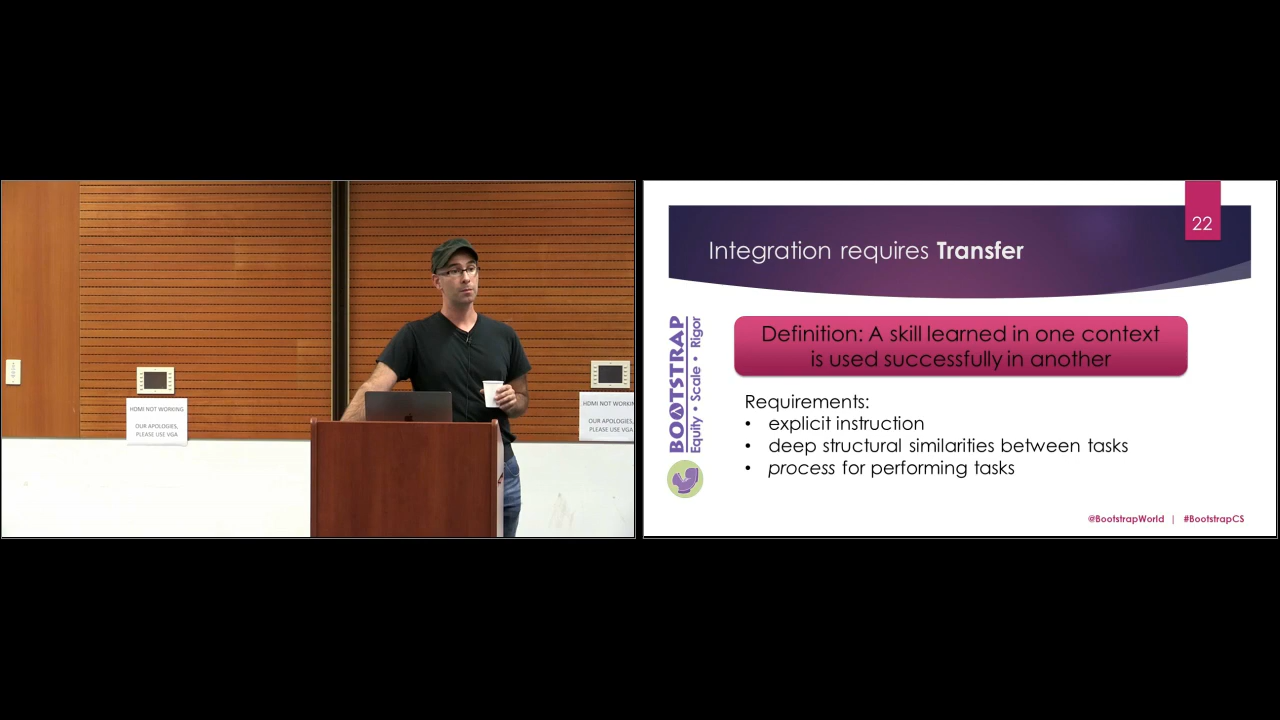 HDMI NOT WORKING
OUR APOLOGIES,
PLEASE USE VGA
HDMI NOT WORKIN
OUR APOLOGIES,
PLEASE USE VGA
22
Integration requires Transfer
Definition: A skill learned in one context
is used successfully in another
BOOTSTRAP
Equity • Scale • Rigor
Requirements:
• explicit instruction
• deep structural similarities between tasks
• process for performing tasks
@BootstrapWorld | #BootstrapCS